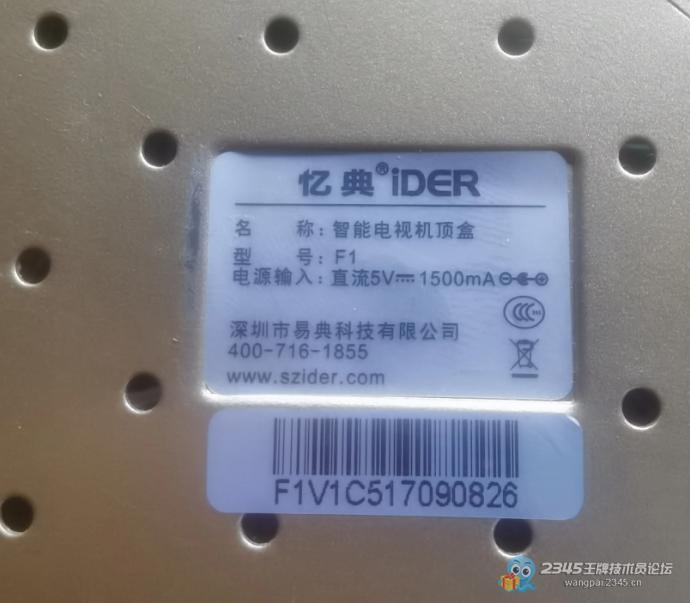 忆典®iDER
名　　称：智能电视机顶盒
型　　号：F1
电源输入：直流5V⎓1500mA
深圳市易典科技有限公司
400-716-1855
www.szider.com
F1V1C517090826
2345王牌技术员论坛
wangpai.2345.cn